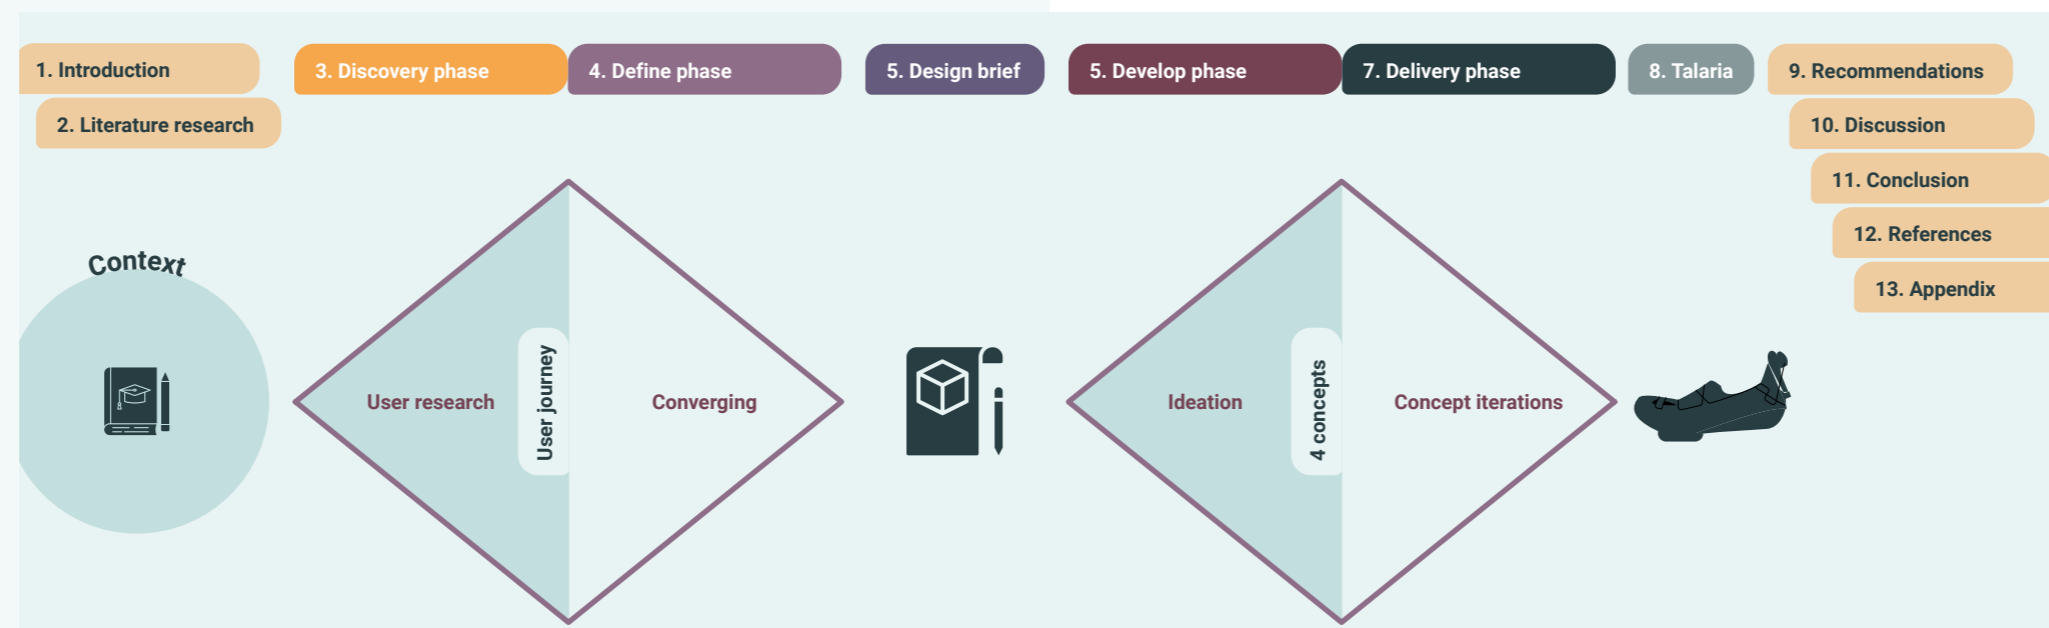 1. Introduction
2. Literature research
3. Discovery phase
4. Define phase
5. Design brief
5. Develop phase
7. Delivery phase
8. Talaria
9. Recommendations
10. Discussion
11. Conclusion
12. References
13. Appendix
Context
User research
User journey
Converging
Ideation
4 concepts
Concept iterations